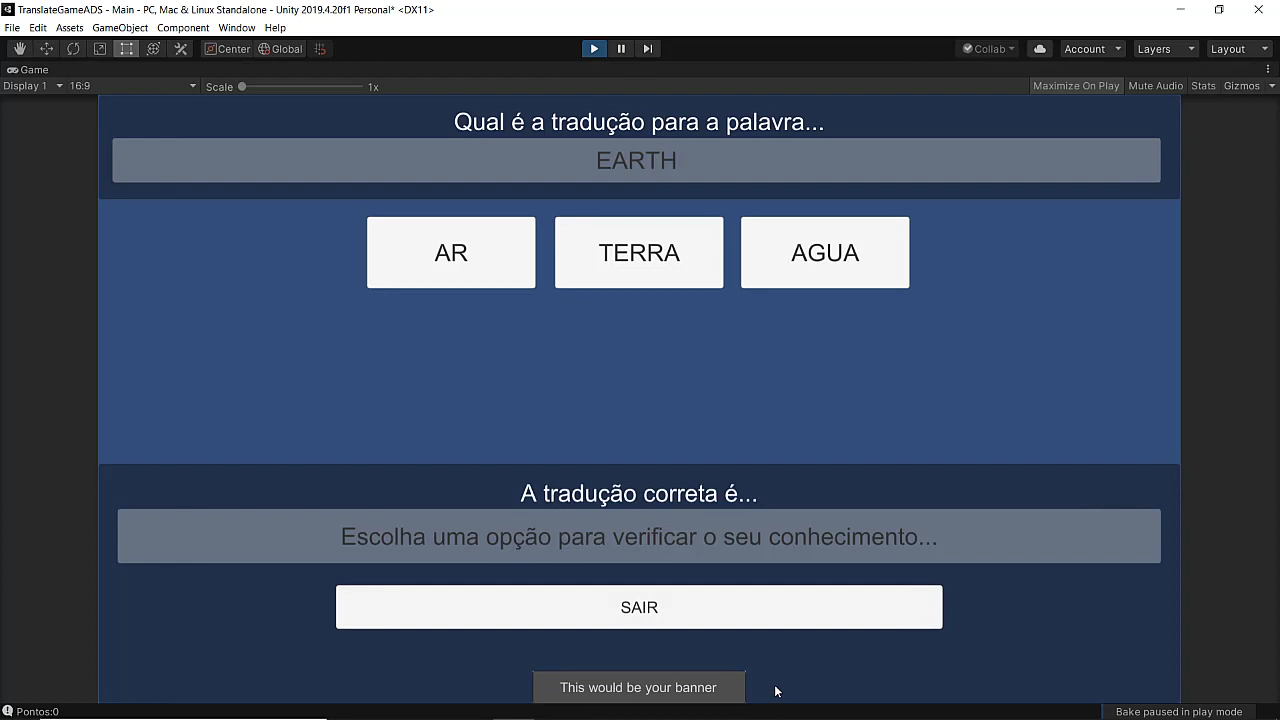 TranslateGameADS - Main - PC, Mac & Linux Standalone - Unity 2019.4.20f1 Personal* <DX11>
File Edit Assets GameObject Component Window Help
Center Global Collab Account Layers Layout
Game
Display 1 16:9 Scale 1x Maximize On Play Mute Audio Stats Gizmos
Qual é a tradução para a palavra...
EARTH
AR TERRA AGUA
A tradução correta é...
Escolha uma opção para verificar o seu conhecimento...
SAIR
This would be your banner
Pontos:0 Bake paused in play mode